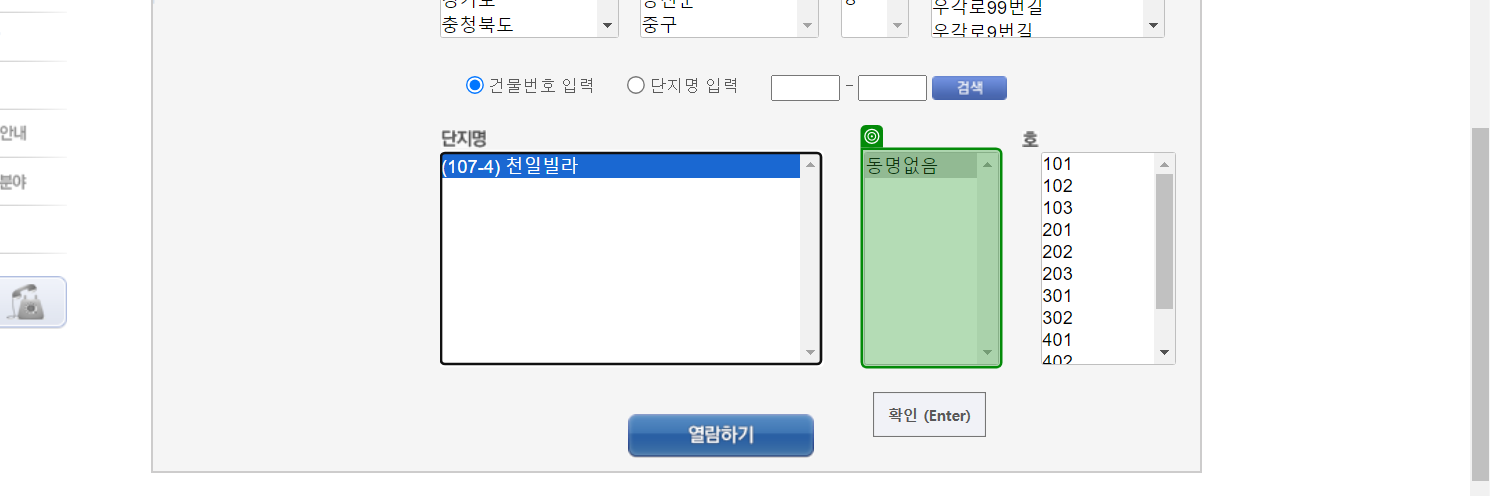 충청북도
중구
우각로99번길
우각로9번길
안내
분야
건물번호 입력
단지명 입력
-
검색
단지명
호
(107-4) 천일빌라
동명없음
101
102
103
201
202
203
301
302
401
402
확인 (Enter)
열람하기